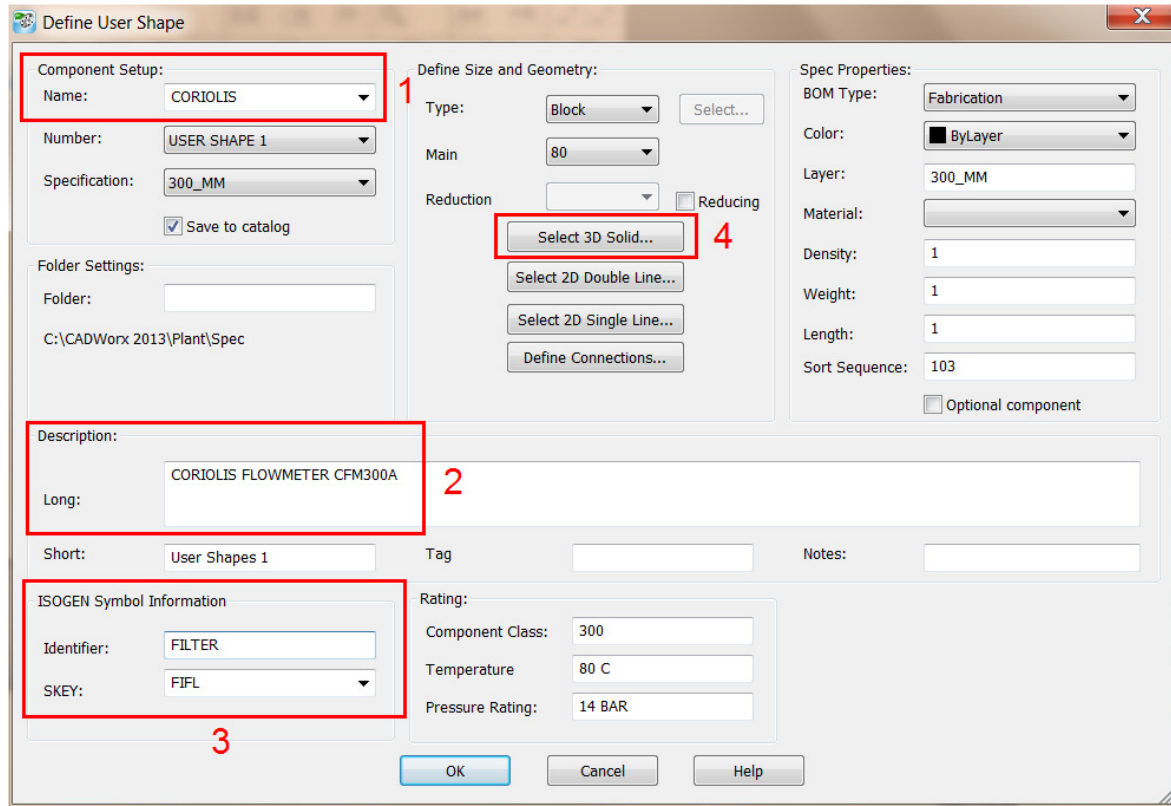 Define User Shape
X
Component Setup:
Name: CORIOLIS
1
Number: USER SHAPE 1
Specification: 300_MM
Save to catalog
Folder Settings:
Folder:
C:\CADWorx 2013\Plant\Spec
Define Size and Geometry:
Type: Block Select...
Main 80
Reduction Reducing
Select 3D Solid... 4
Select 2D Double Line...
Select 2D Single Line...
Define Connections...
Spec Properties:
BOM Type: Fabrication
Color: ByLayer
Layer: 300_MM
Material:
Density: 1
Weight: 1
Length: 1
Sort Sequence: 103
Optional component
Description:
Long: CORIOLIS FLOWMETER CFM300A
2
Short: User Shapes 1 Tag Notes:
ISOGEN Symbol Information
Identifier: FILTER
SKEY: FIFL
3
Rating:
Component Class: 300
Temperature 80 C
Pressure Rating: 14 BAR
OK Cancel Help